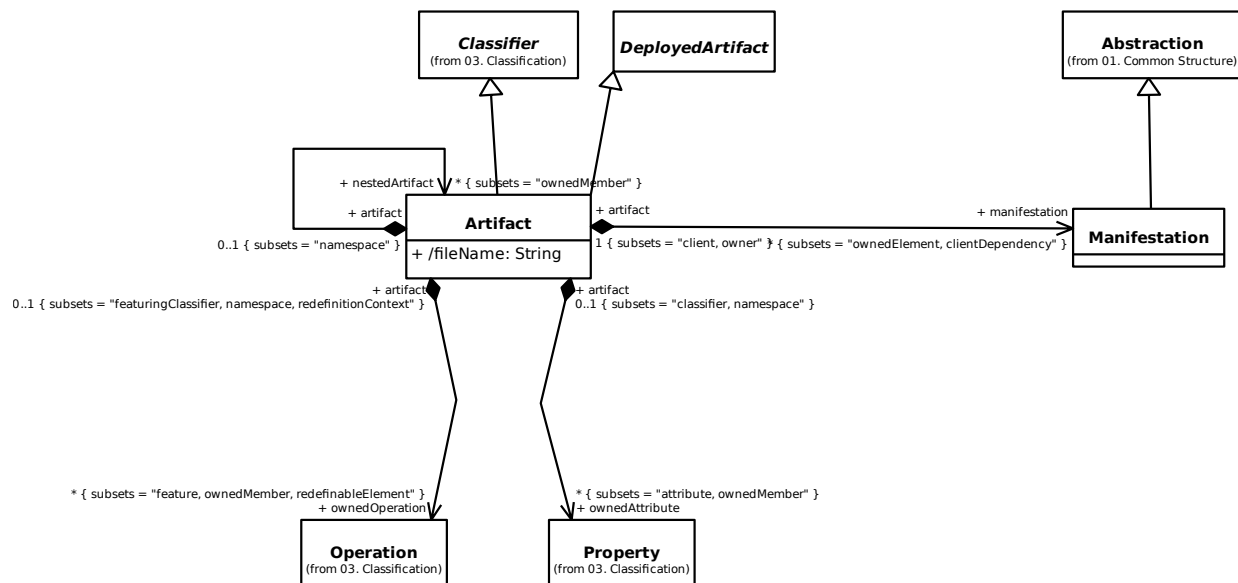 Classifier
(from 03. Classification)
DeployedArtifact
Abstraction
(from 01. Common Structure)
+ nestedArtifact
* { subsets = "ownedMember" }
+ artifact
0..1 { subsets = "namespace" }
Artifact
+ /fileName: String
+ artifact
1 { subsets = "client, owner" }
+ manifestation
* { subsets = "ownedElement, clientDependency" }
Manifestation
+ artifact
0..1 { subsets = "featuringClassifier, namespace, redefinitionContext" }
+ artifact
0..1 { subsets = "classifier, namespace" }
* { subsets = "feature, ownedMember, redefinableElement" }
+ ownedOperation
* { subsets = "attribute, ownedMember" }
+ ownedAttribute
Operation
(from 03. Classification)
Property
(from 03. Classification)